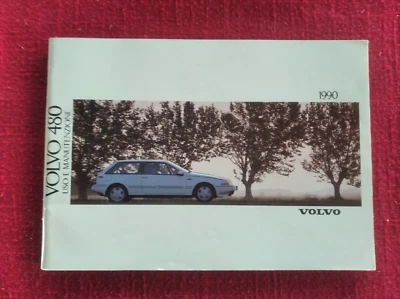 VOLVO 480
USO E MANUTENZIONE
1990
VOLVO